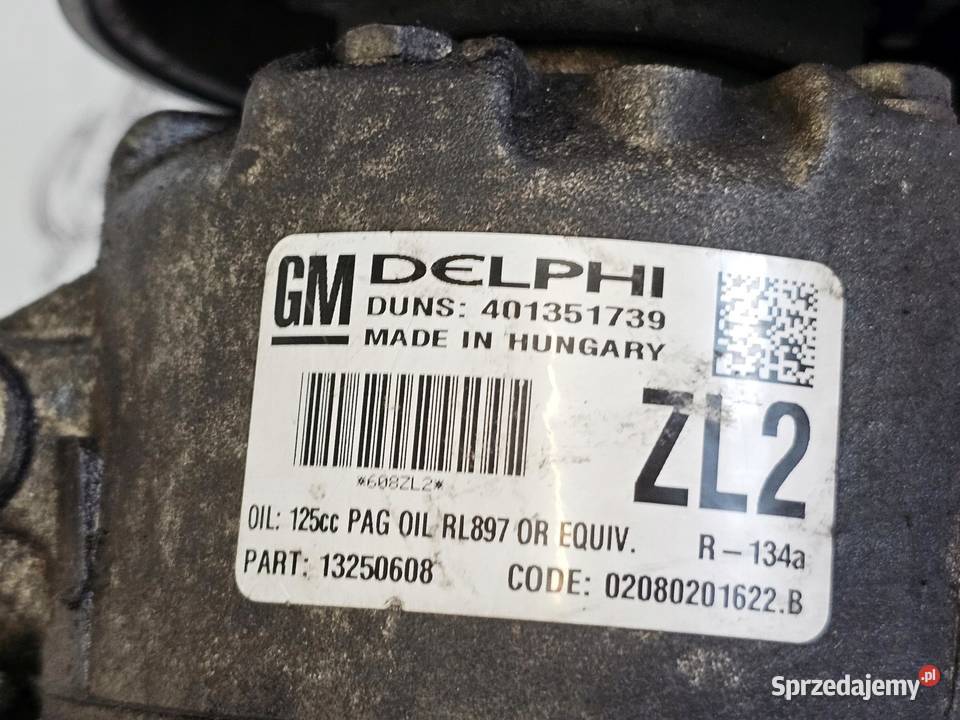 GM DELPHI
DUNS: 401351739
MADE IN HUNGARY
ZL2
*608ZL2*
OIL: 125cc PAG OIL RL897 OR EQUIV.
R-134a
PART: 13250608
CODE: 02080201622.B
Sprzedajemy.pl